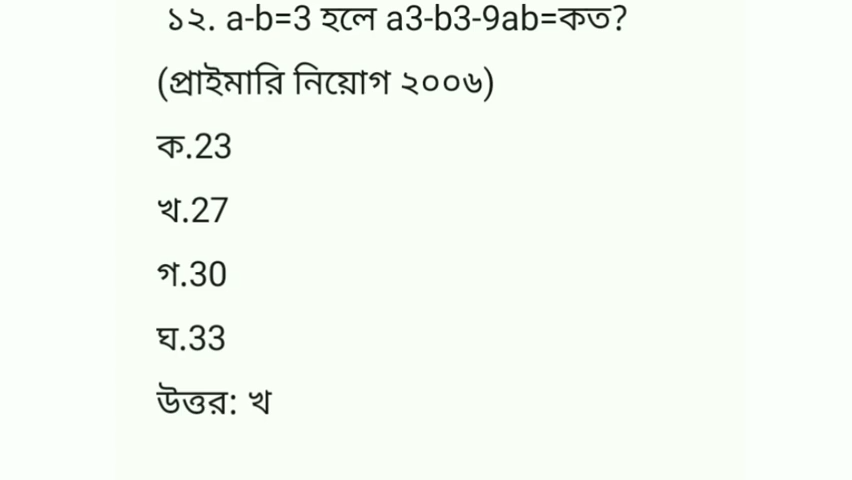 ১২. a-b=3 হলে a3-b3-9ab=কত?
(প্রাইমারি নিয়োগ ২০০৬)
ক.23
খ.27
গ.30
ঘ.33
উত্তর: খ